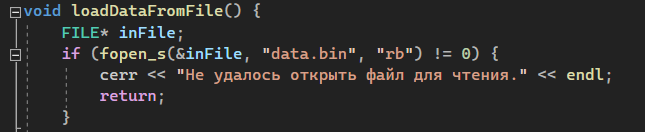 void loadDataFromFile() {
FILE* inFile;
if (fopen_s(&inFile, "data.bin", "rb") != 0) {
cerr << "Не удалось открыть файл для чтения." << endl;
return;
}